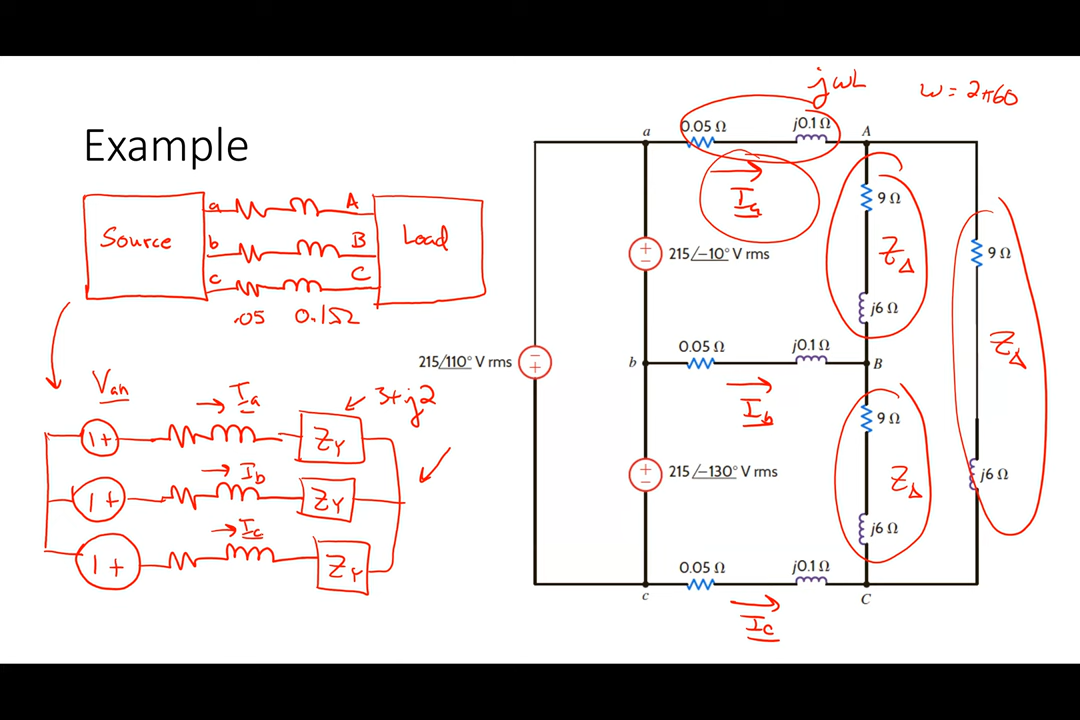 Example
jωL
ω = 2π60
Source
a
A
b
B
c
C
Load
.05
0.1Ω
Van
Ia
3+j2
ZY
Ib
ZY
Ic
ZY
a
0.05 Ω
j0.1 Ω
A
Ia
9 Ω
ZΔ
j6 Ω
9 Ω
ZΔ
j6 Ω
215/–10° V rms
215/110° V rms
b
0.05 Ω
j0.1 Ω
B
Ib
9 Ω
ZΔ
j6 Ω
215/–130° V rms
c
0.05 Ω
j0.1 Ω
C
Ic